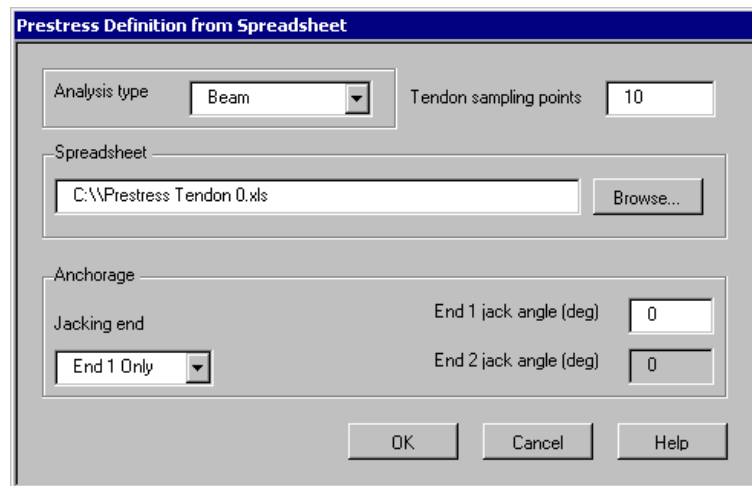 Prestress Definition from Spreadsheet
Analysis type Beam Tendon sampling points 10
Spreadsheet
C:\\Prestress Tendon 0.xls Browse...
Anchorage
Jacking end
End 1 jack angle (deg) 0
End 1 Only
End 2 jack angle (deg) 0
OK Cancel Help